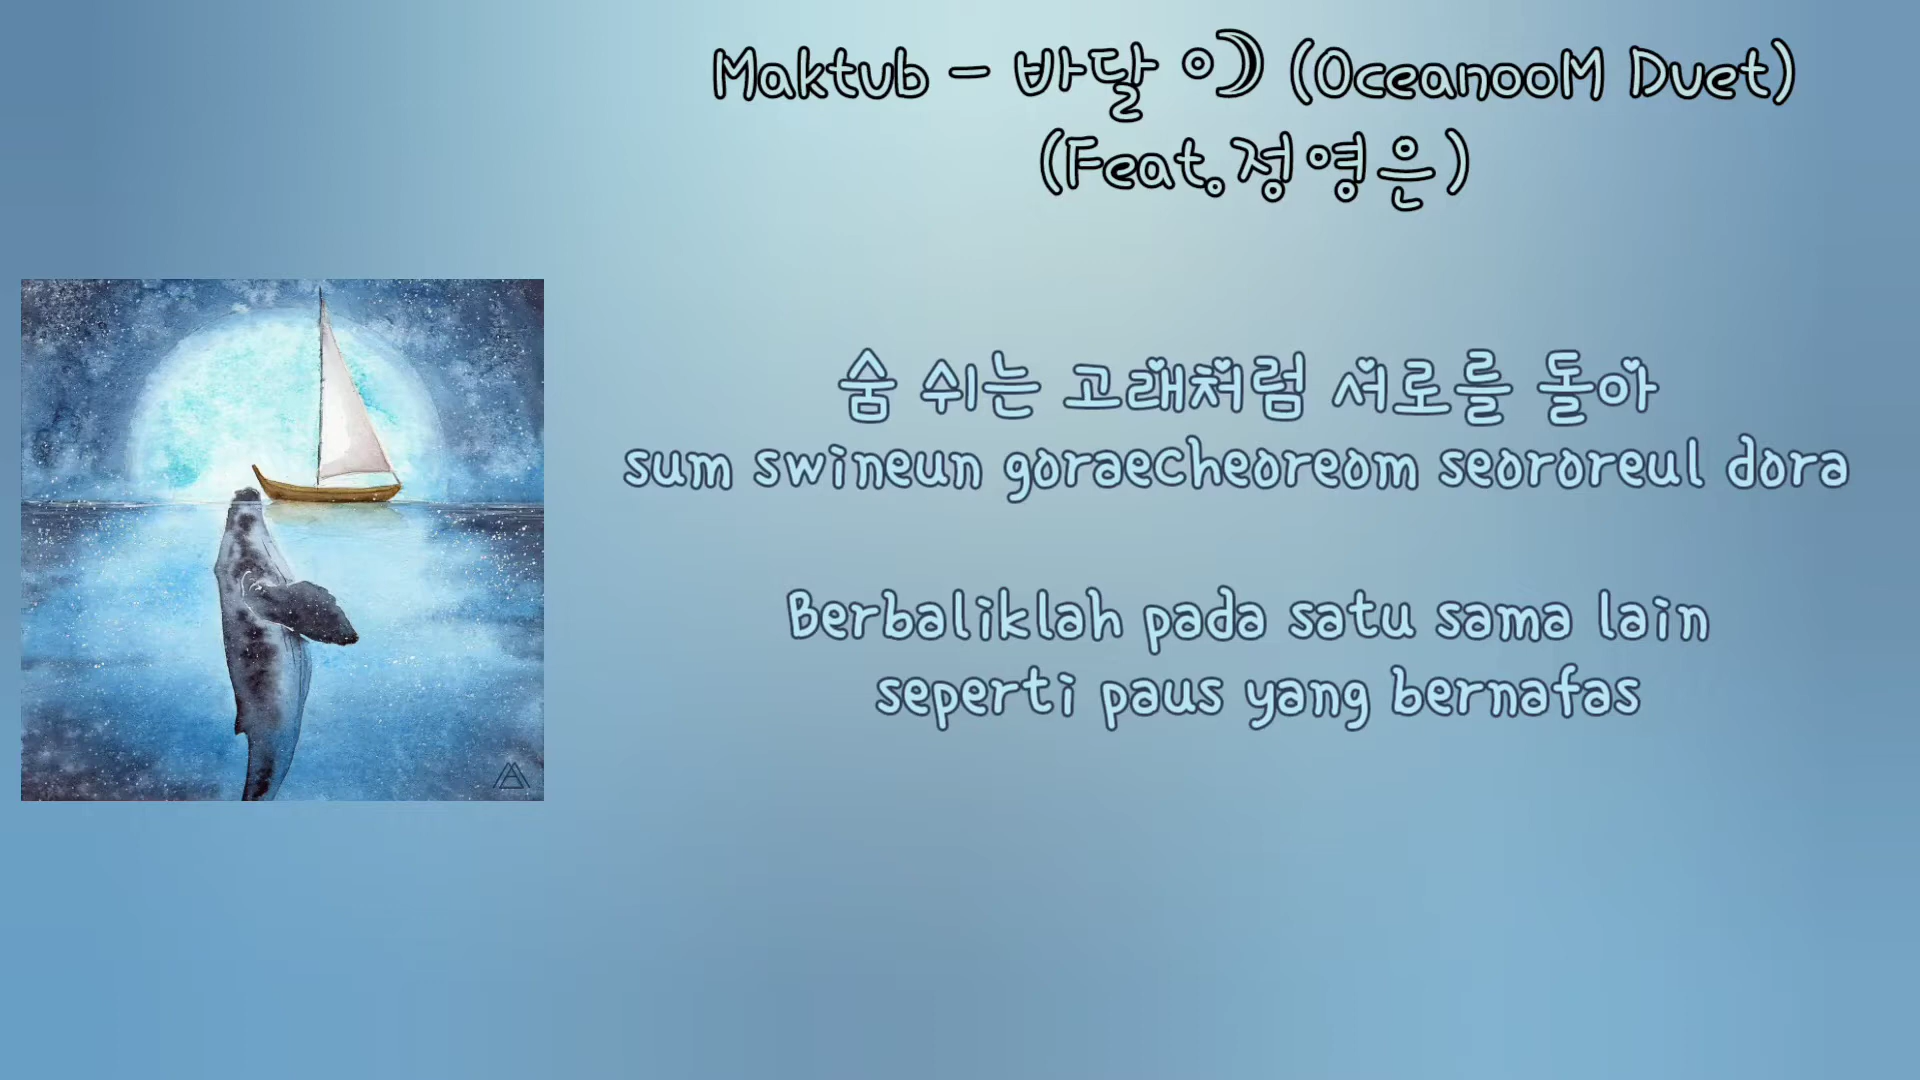 Maktub - 바달 이☽ (OceanooM Duet)
(Feat.정영은)
숨 쉬는 고래처럼 서로를 돌아
sum swineun goraecheoreom seororeul dora
Berbaliklah pada satu sama lain
seperti paus yang bernafas